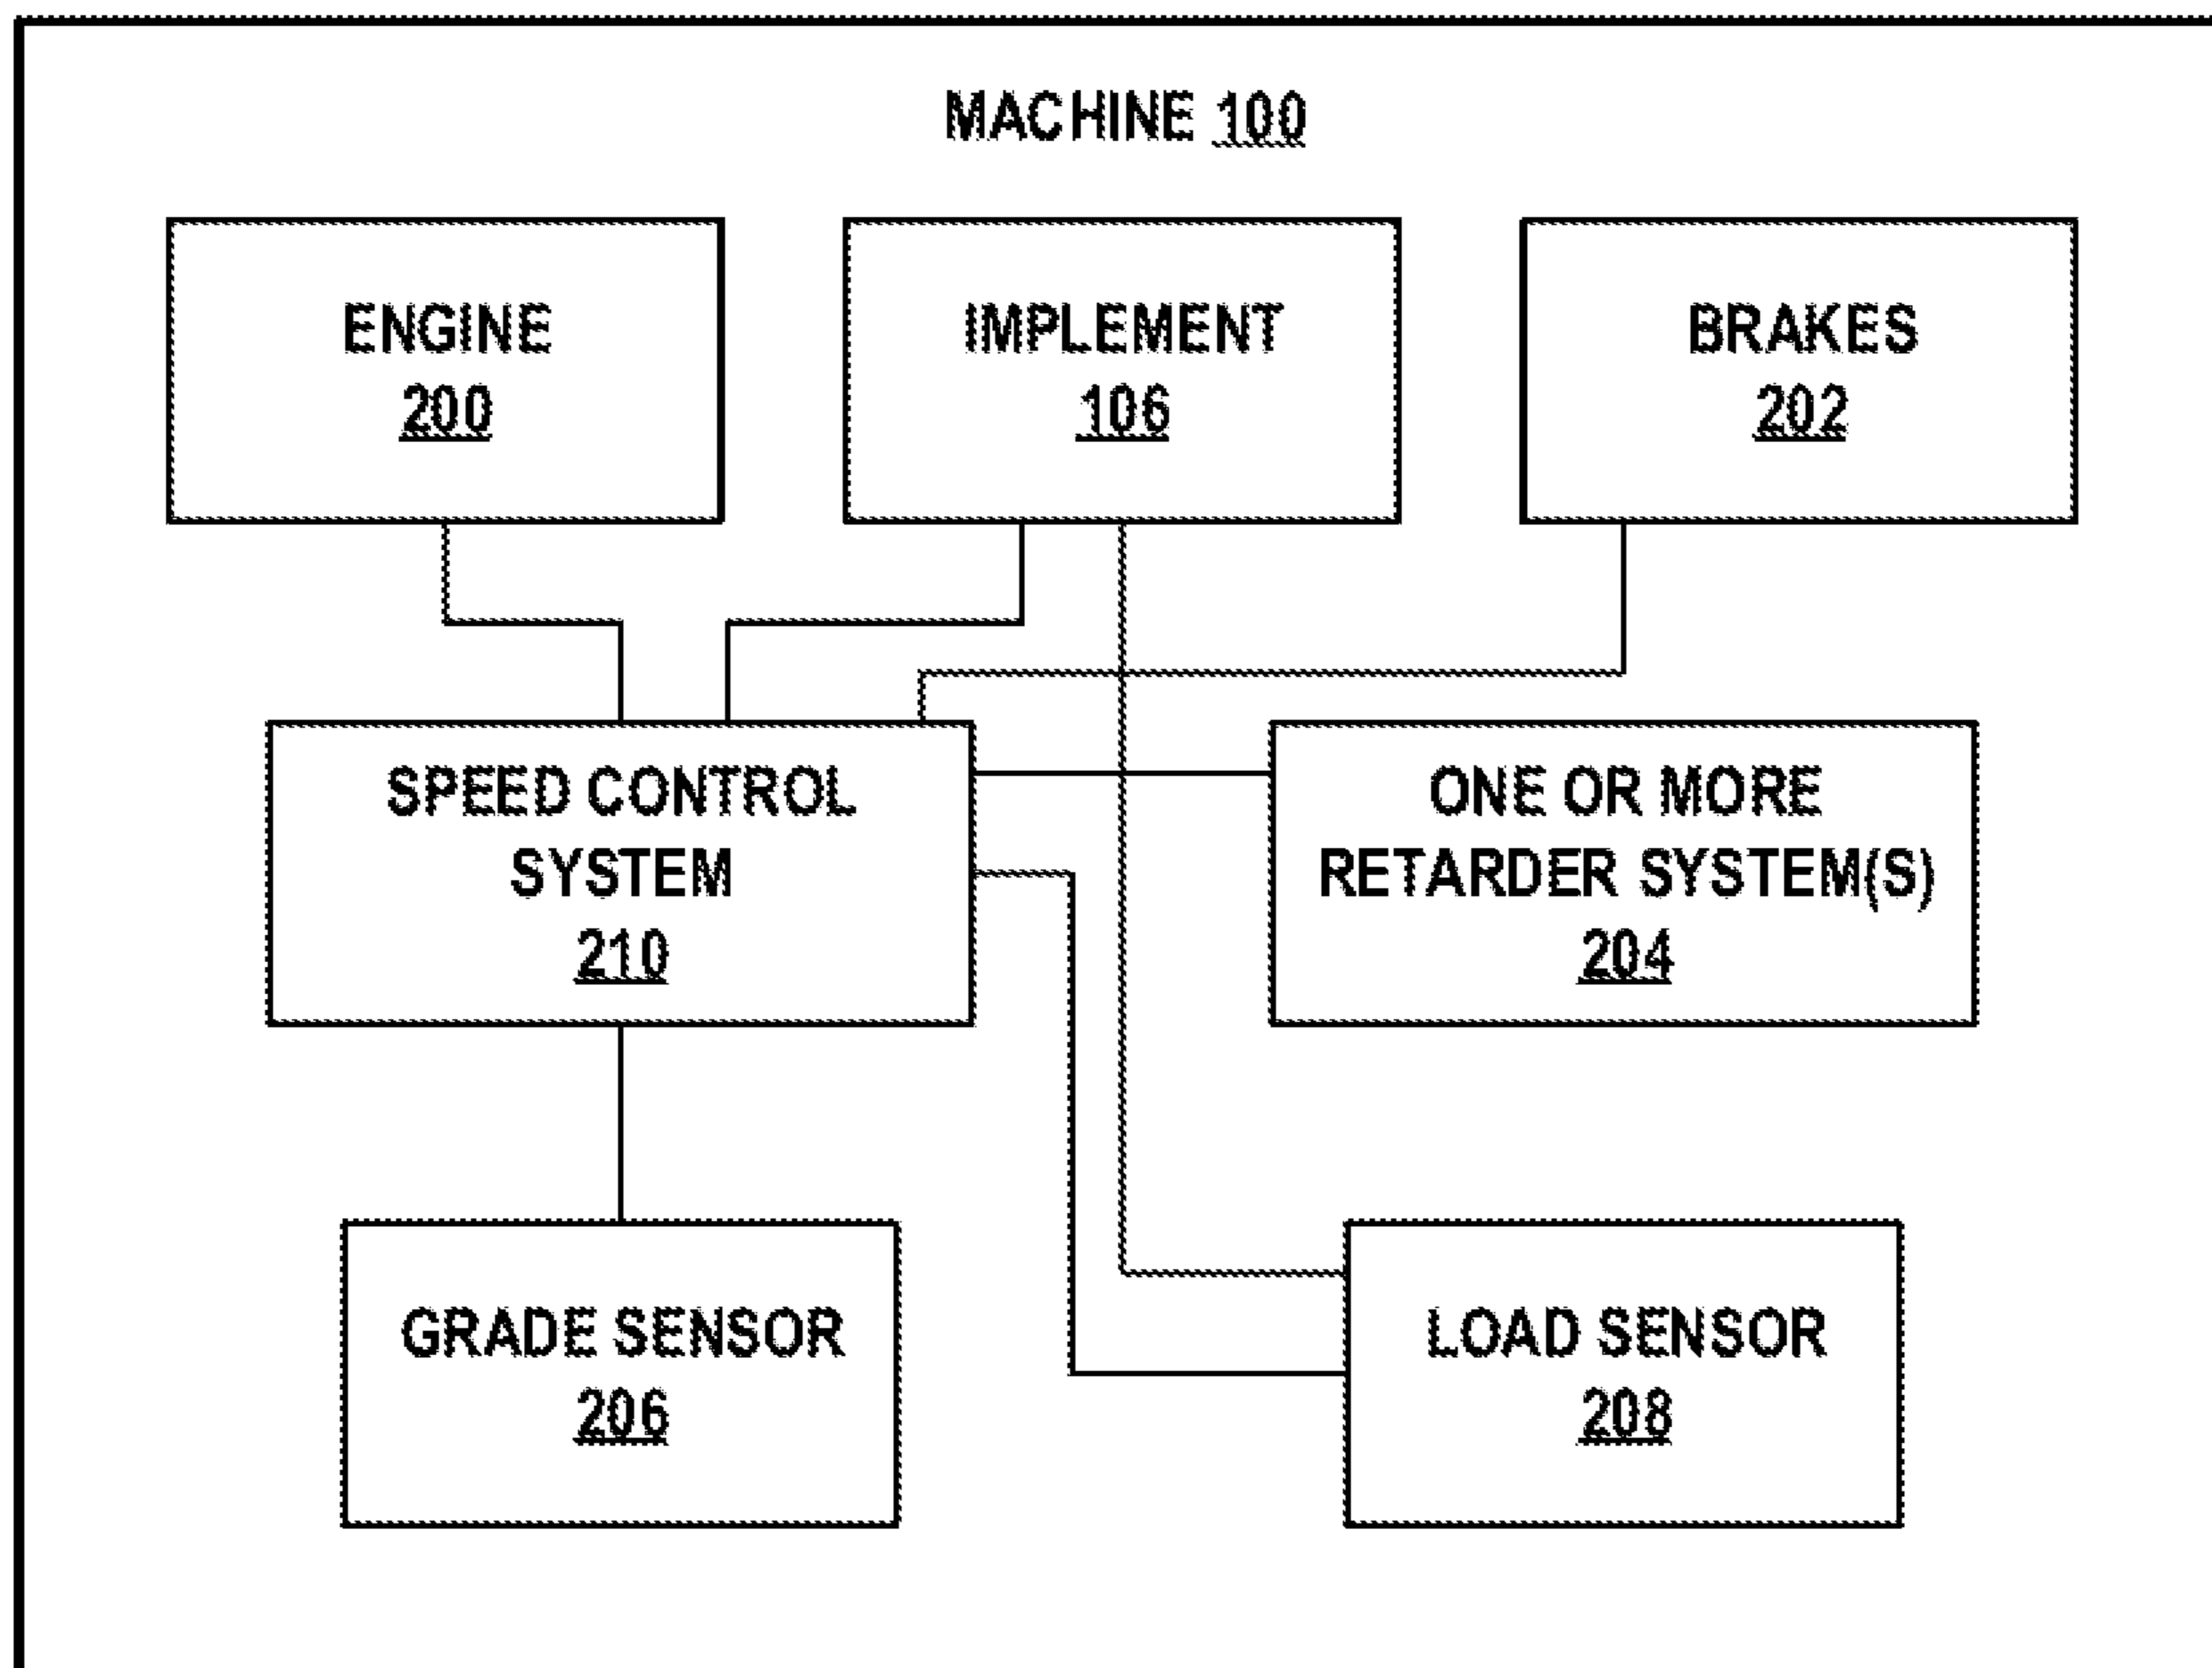 MACHINE 100
ENGINE
200
IMPLEMENT
106
BRAKES
202
SPEED CONTROL
SYSTEM
210
ONE OR MORE
RETARDER SYSTEM(S)
204
GRADE SENSOR
206
LOAD SENSOR
208